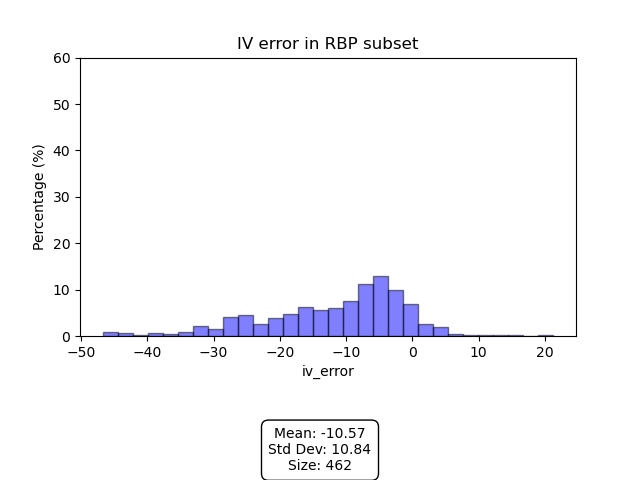 IV error in RBP subset
60
50
40
30
20
10
0
Percentage (%)
−50 −40 −30 −20 −10 0 10 20
iv_error
Mean: -10.57
Std Dev: 10.84
Size: 462